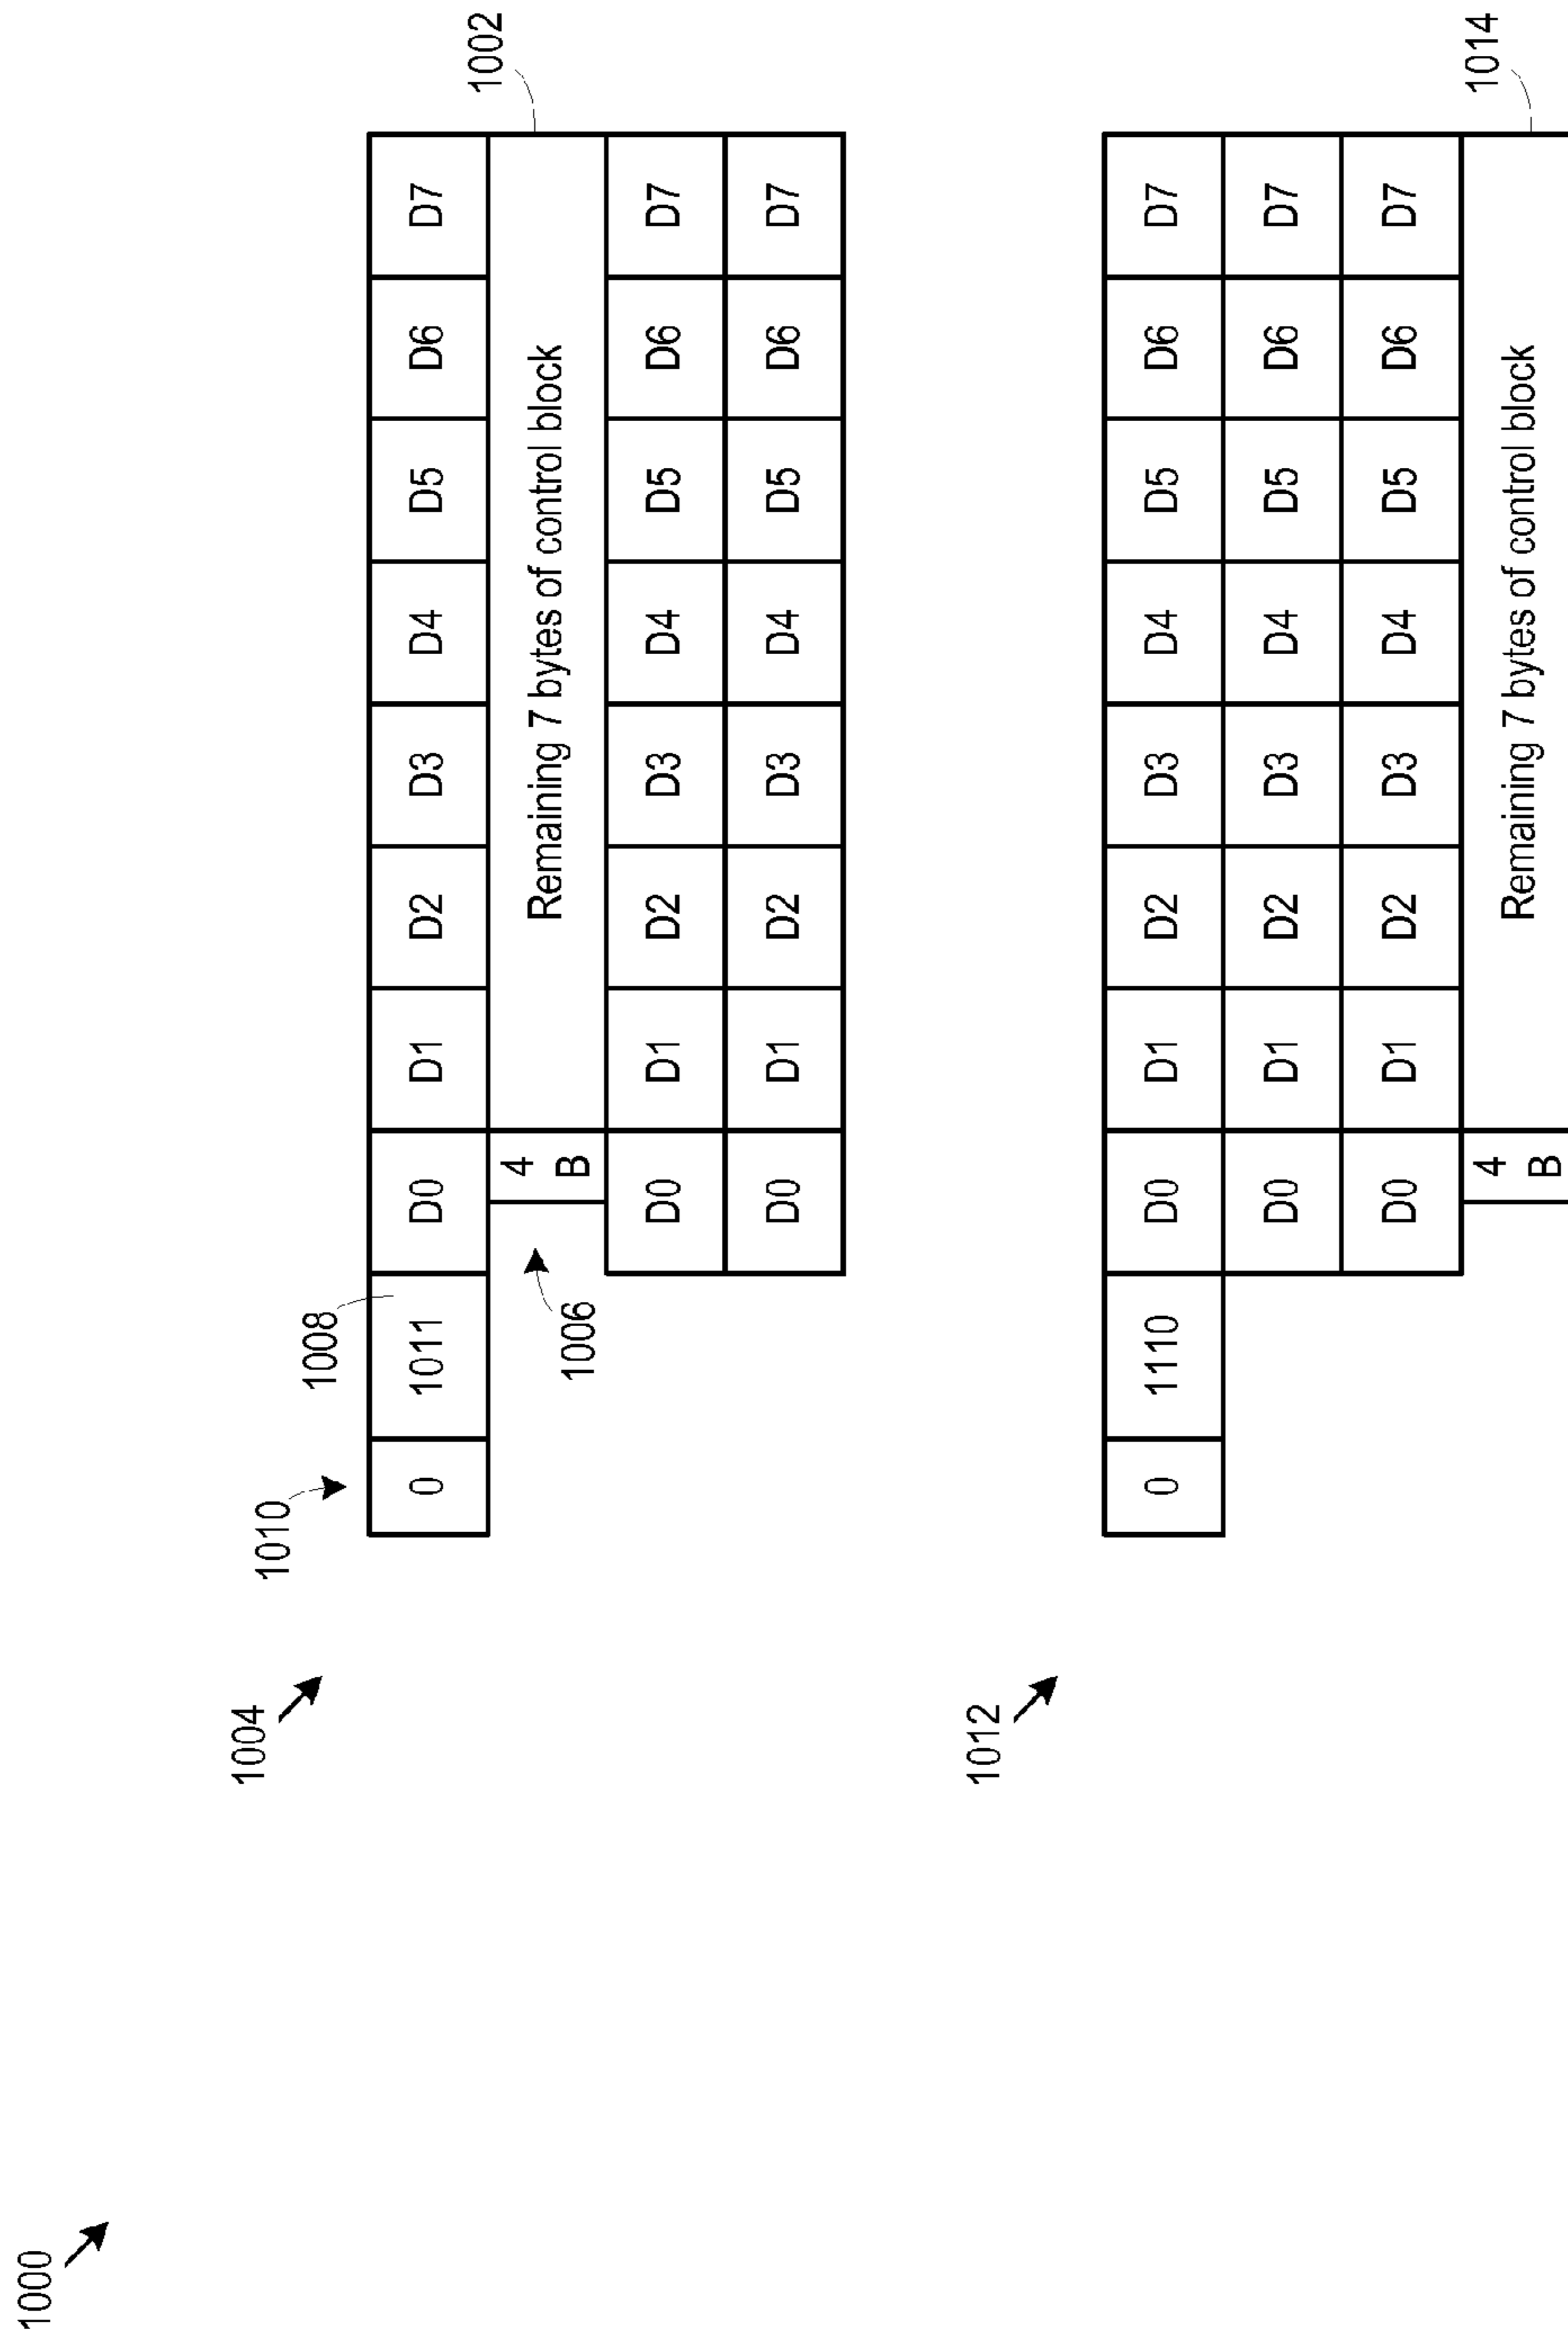 1000
1004
1010
1008
0 1011 D0 D1 D2 D3 D4 D5 D6 D7
4
B
Remaining 7 bytes of control block
1002
1006
D0 D1 D2 D3 D4 D5 D6 D7
D0 D1 D2 D3 D4 D5 D6 D7
1012
0 1110 D0 D1 D2 D3 D4 D5 D6 D7
D0 D1 D2 D3 D4 D5 D6 D7
D0 D1 D2 D3 D4 D5 D6 D7
4
B
Remaining 7 bytes of control block
1014